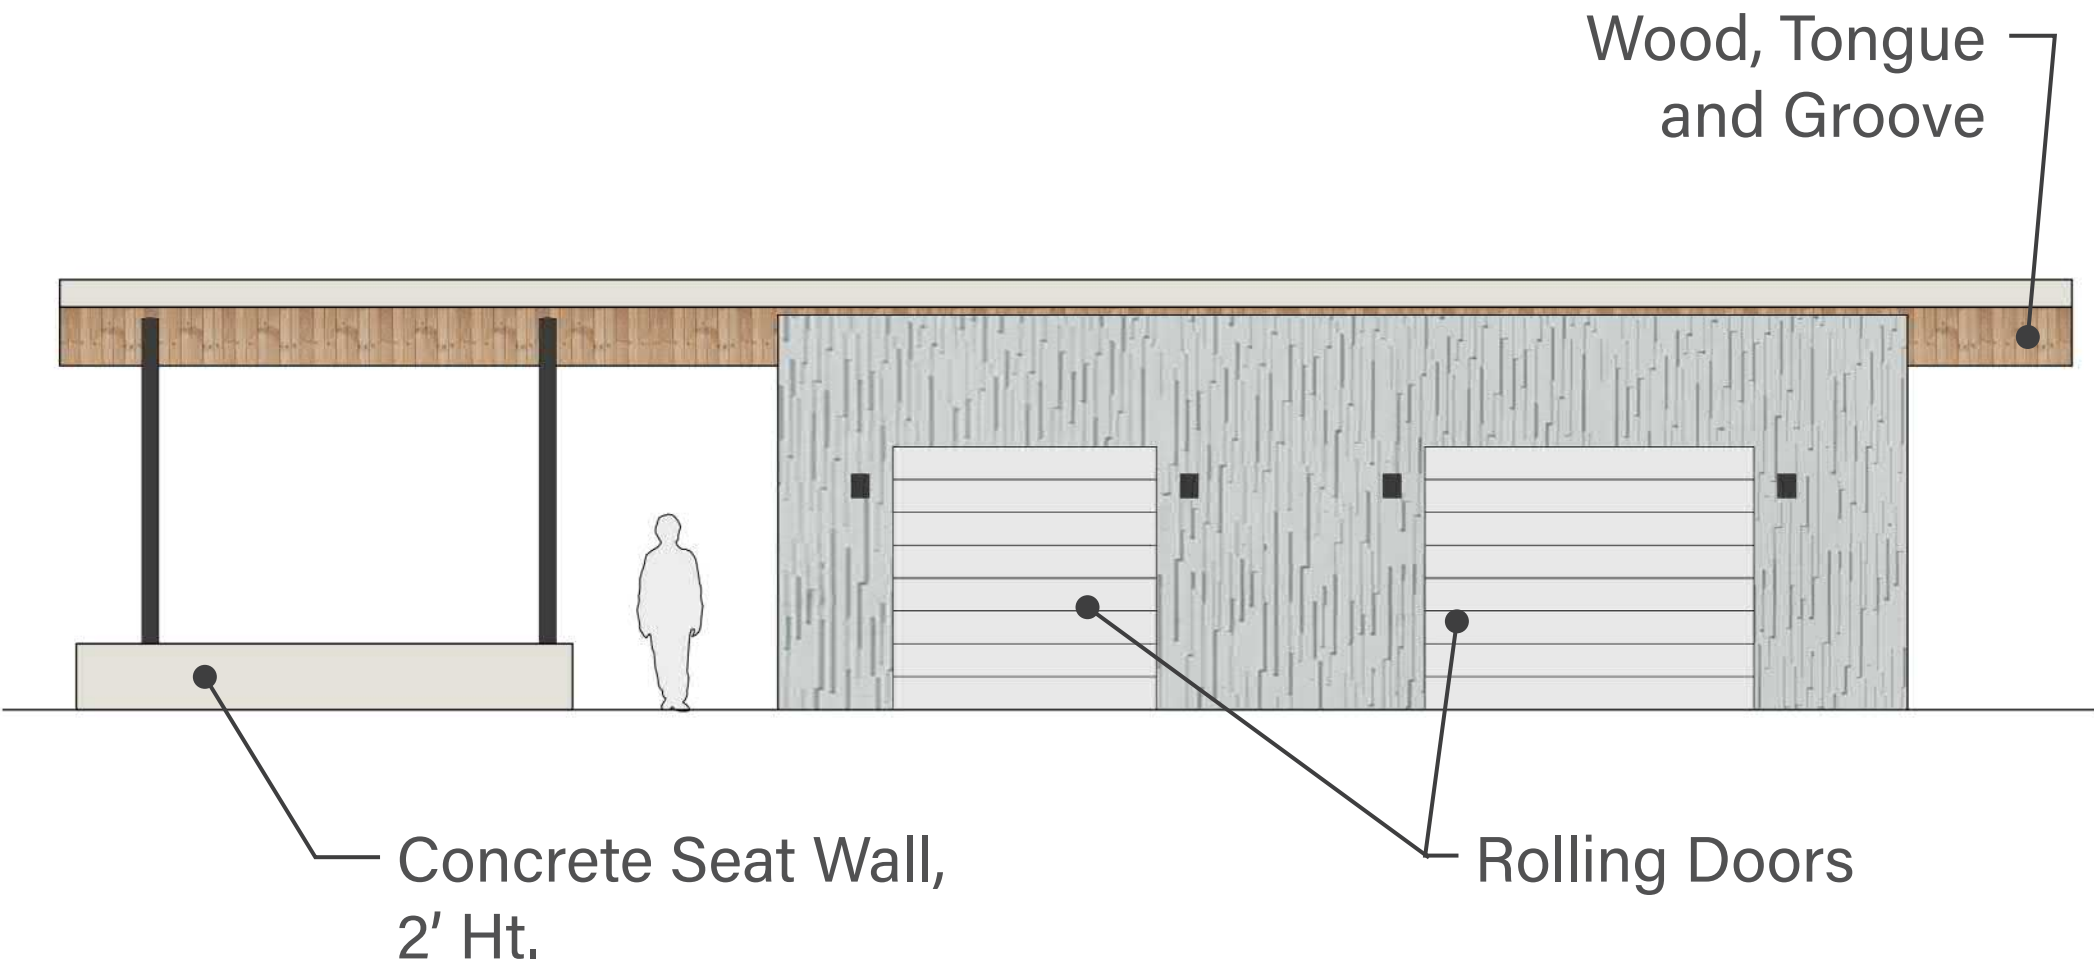 Wood, Tongue
and Groove
Concrete Seat Wall,
2’ Ht.
Rolling Doors